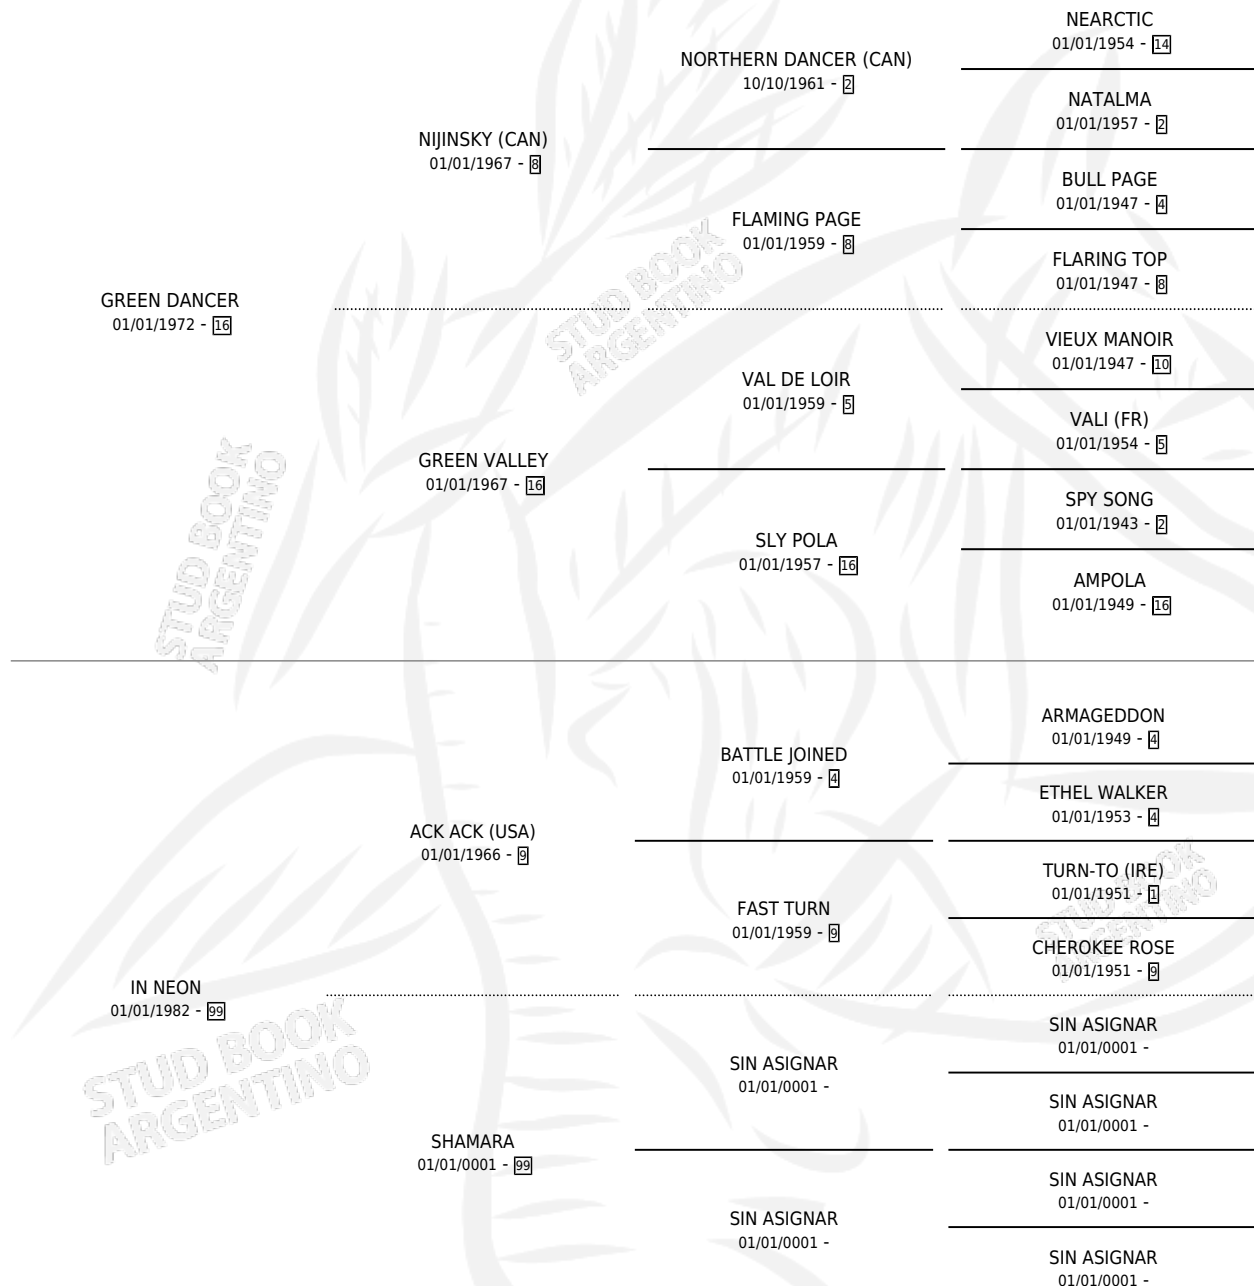 NEARCTIC
01/01/1954 - 14
NORTHERN DANCER (CAN)
10/10/1961 - 2
NATALMA
01/01/1957 - 2
NIJINSKY (CAN)
01/01/1967 - 8
BULL PAGE
01/01/1947 - 4
FLAMING PAGE
01/01/1959 - 8
FLARING TOP
01/01/1947 - 8
GREEN DANCER
01/01/1972 - 16
VIEUX MANOIR
01/01/1947 - 10
VAL DE LOIR
01/01/1959 - 5
VALI (FR)
01/01/1954 - 5
GREEN VALLEY
01/01/1967 - 16
SPY SONG
01/01/1943 - 2
SLY POLA
01/01/1957 - 16
AMPOLA
01/01/1949 - 16
ARMAGEDDON
01/01/1949 - 4
BATTLE JOINED
01/01/1959 - 4
ETHEL WALKER
01/01/1953 - 4
ACK ACK (USA)
01/01/1966 - 9
TURN-TO (IRE)
01/01/1951 - 1
FAST TURN
01/01/1959 - 9
CHEROKEE ROSE
01/01/1951 - 9
IN NEON
01/01/1982 - 99
SIN ASIGNAR
01/01/0001 -
SIN ASIGNAR
01/01/0001 -
SIN ASIGNAR
01/01/0001 -
SHAMARA
01/01/0001 - 99
SIN ASIGNAR
01/01/0001 -
SIN ASIGNAR
01/01/0001 -
SIN ASIGNAR
01/01/0001 -
STUD BOOK
ARGENTINO
STUD BOOK
ARGENTINO
STUD BOOK
ARGENTINO
STUD BOOK
ARGENTINO